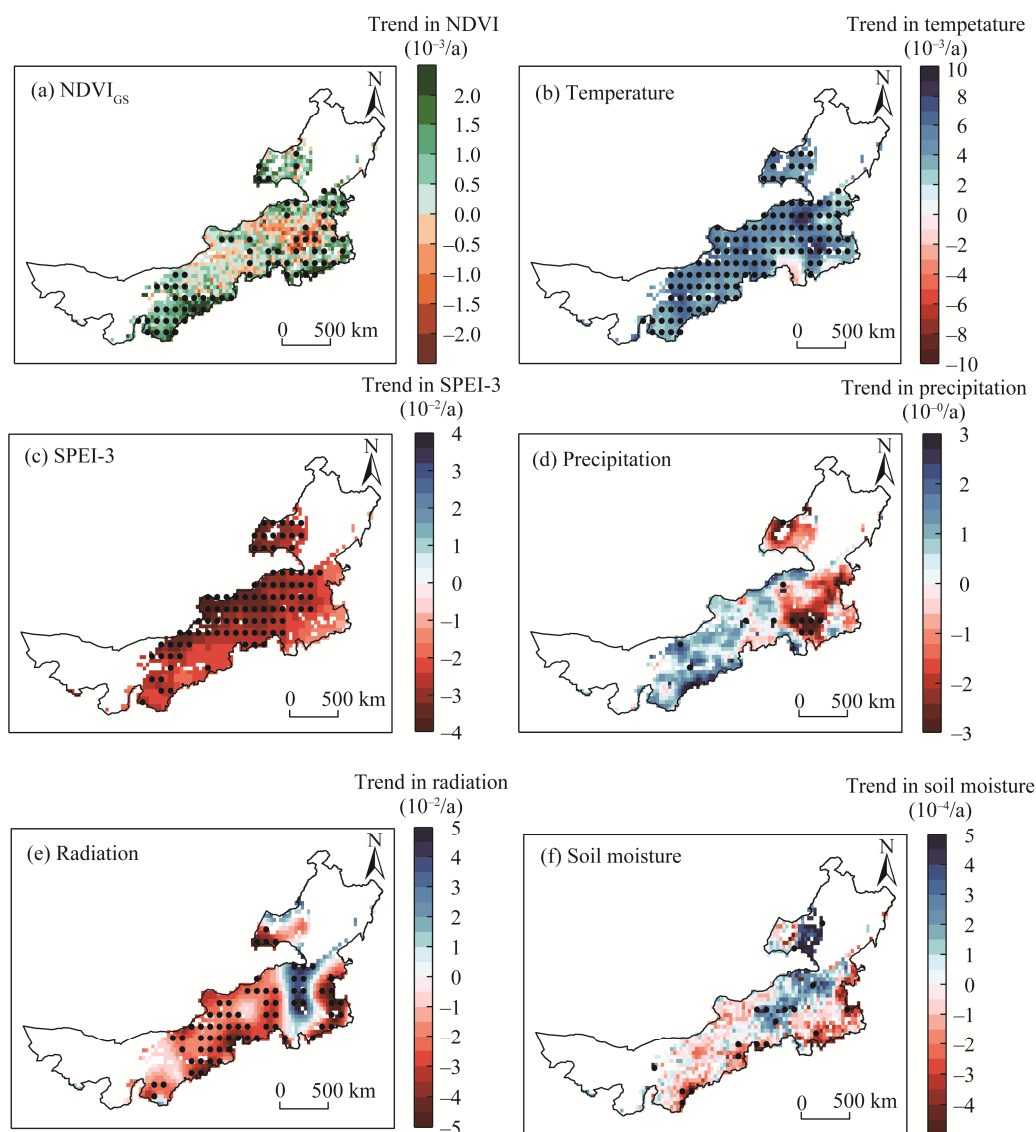 Trend in NDVI
(10⁻³/a)
(a) NDVI_GS
N
2.0
1.5
1.0
0.5
0.0
−0.5
−1.0
−1.5
−2.0
0 500 km
Trend in tempetature
(10⁻³/a)
(b) Temperature
N
10
8
6
4
2
0
−2
−4
−6
−8
−10
0 500 km
Trend in SPEI-3
(10⁻²/a)
(c) SPEI-3
N
4
3
2
1
0
−1
−2
−3
−4
0 500 km
Trend in precipitation
(10⁻⁰/a)
(d) Precipitation
N
3
2
1
0
−1
−2
−3
0 500 km
Trend in radiation
(10⁻²/a)
(e) Radiation
N
5
4
3
2
1
0
−1
−2
−3
−4
−5
0 500 km
Trend in soil moisture
(10⁻⁴/a)
(f) Soil moisture
N
5
4
3
2
1
0
−1
−2
−3
−4
0 500 km